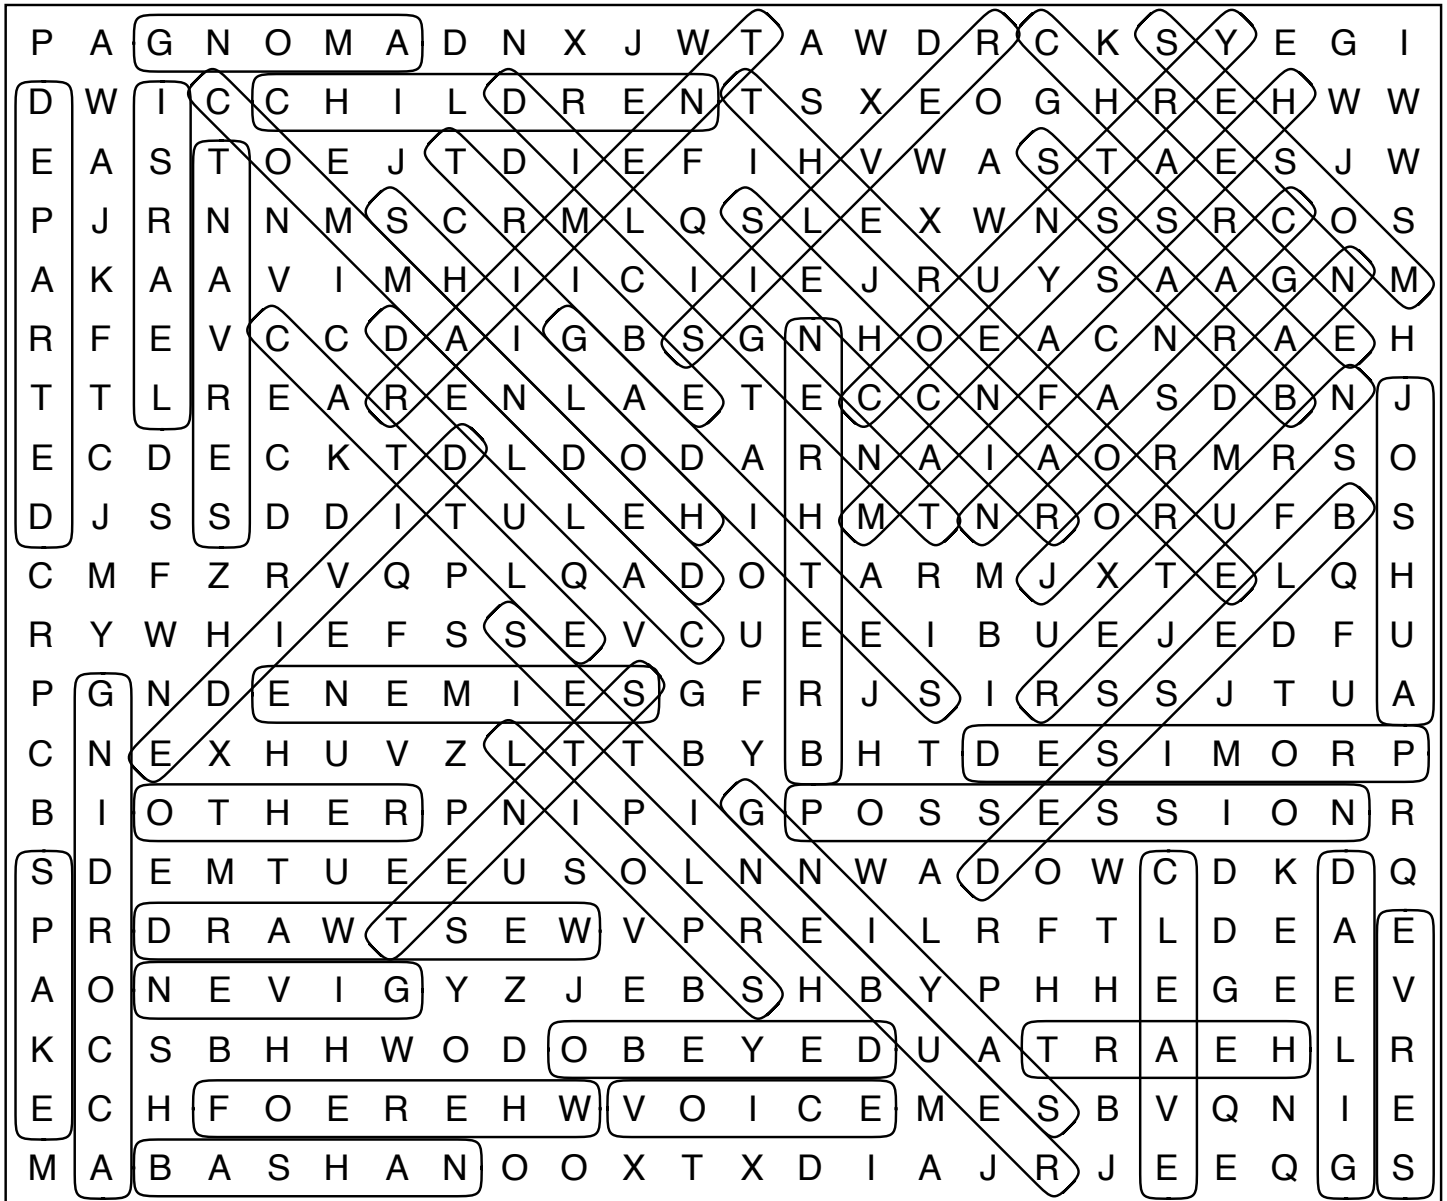 P A G N O M A D N X J W T A W D R C K S Y E G I
D W I C C H I L D R E N T S X E O G H R E H W W
E A S T O E J T D I E F I H V W A S T A E S J W
P J R N N M S C R M L Q S L E X W N S S R C O S
A K A A V I M H I I C I I E J R U Y S A A G N M
R F E V C C D A I G B S G N H O E A C N R A E H
T T L R E A R E N L A E T E C C N F A S D B N J
E C D E C K T D L D O D A R N A I A O R M R S O
D J S S D D I T U L E H I H M T N R O R U F B S
C M F Z R V Q P L Q A D O T A R M J X T E L Q H
R Y W H I E F S S E V C U E E I B U E J E D F U
P G N D E N E M I E S G F R J S I R S S J T U A
C N E X H U V Z L T T B Y B H T D E S I M O R P
B I O T H E R P N I P I G P O S S E S S I O N R
S D E M T U E E U S O L N N W A D O W C D K D Q
P R D R A W T S E W V P R E I L R F T L D E A E
A O N E V I G Y Z J E B S H B Y P H H E G E E V
K C S B H H W O D O B E Y E D U A T R A E H L R
E C H F O E R E H W V O I C E M E S B V Q N I E
M A B A S H A N O O X T X D I A J R J E E Q G S